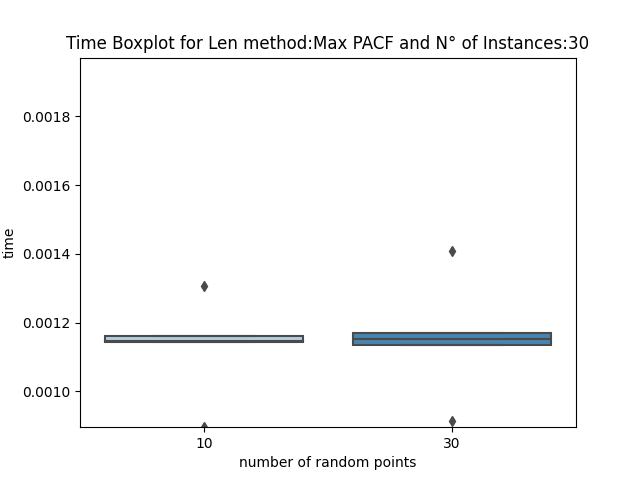 Time Boxplot for Len method:Max PACF and N° of Instances:30
0.0018
0.0016
0.0014
0.0012
0.0010
time
10 30
number of random points